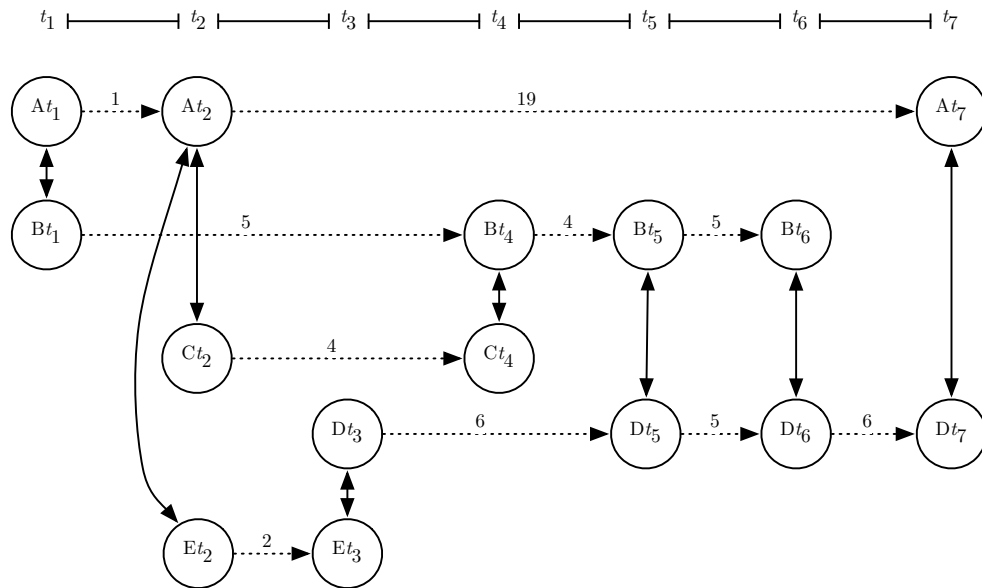 t₁ t₂ t₃ t₄ t₅ t₆ t₇
At₁ 1 At₂ 19 At₇
Bt₁ 5 Bt₄ 4 Bt₅ 5 Bt₆
Ct₂ 4 Ct₄
Dt₃ 6 Dt₅ 5 Dt₆ 6 Dt₇
Et₂ 2 Et₃